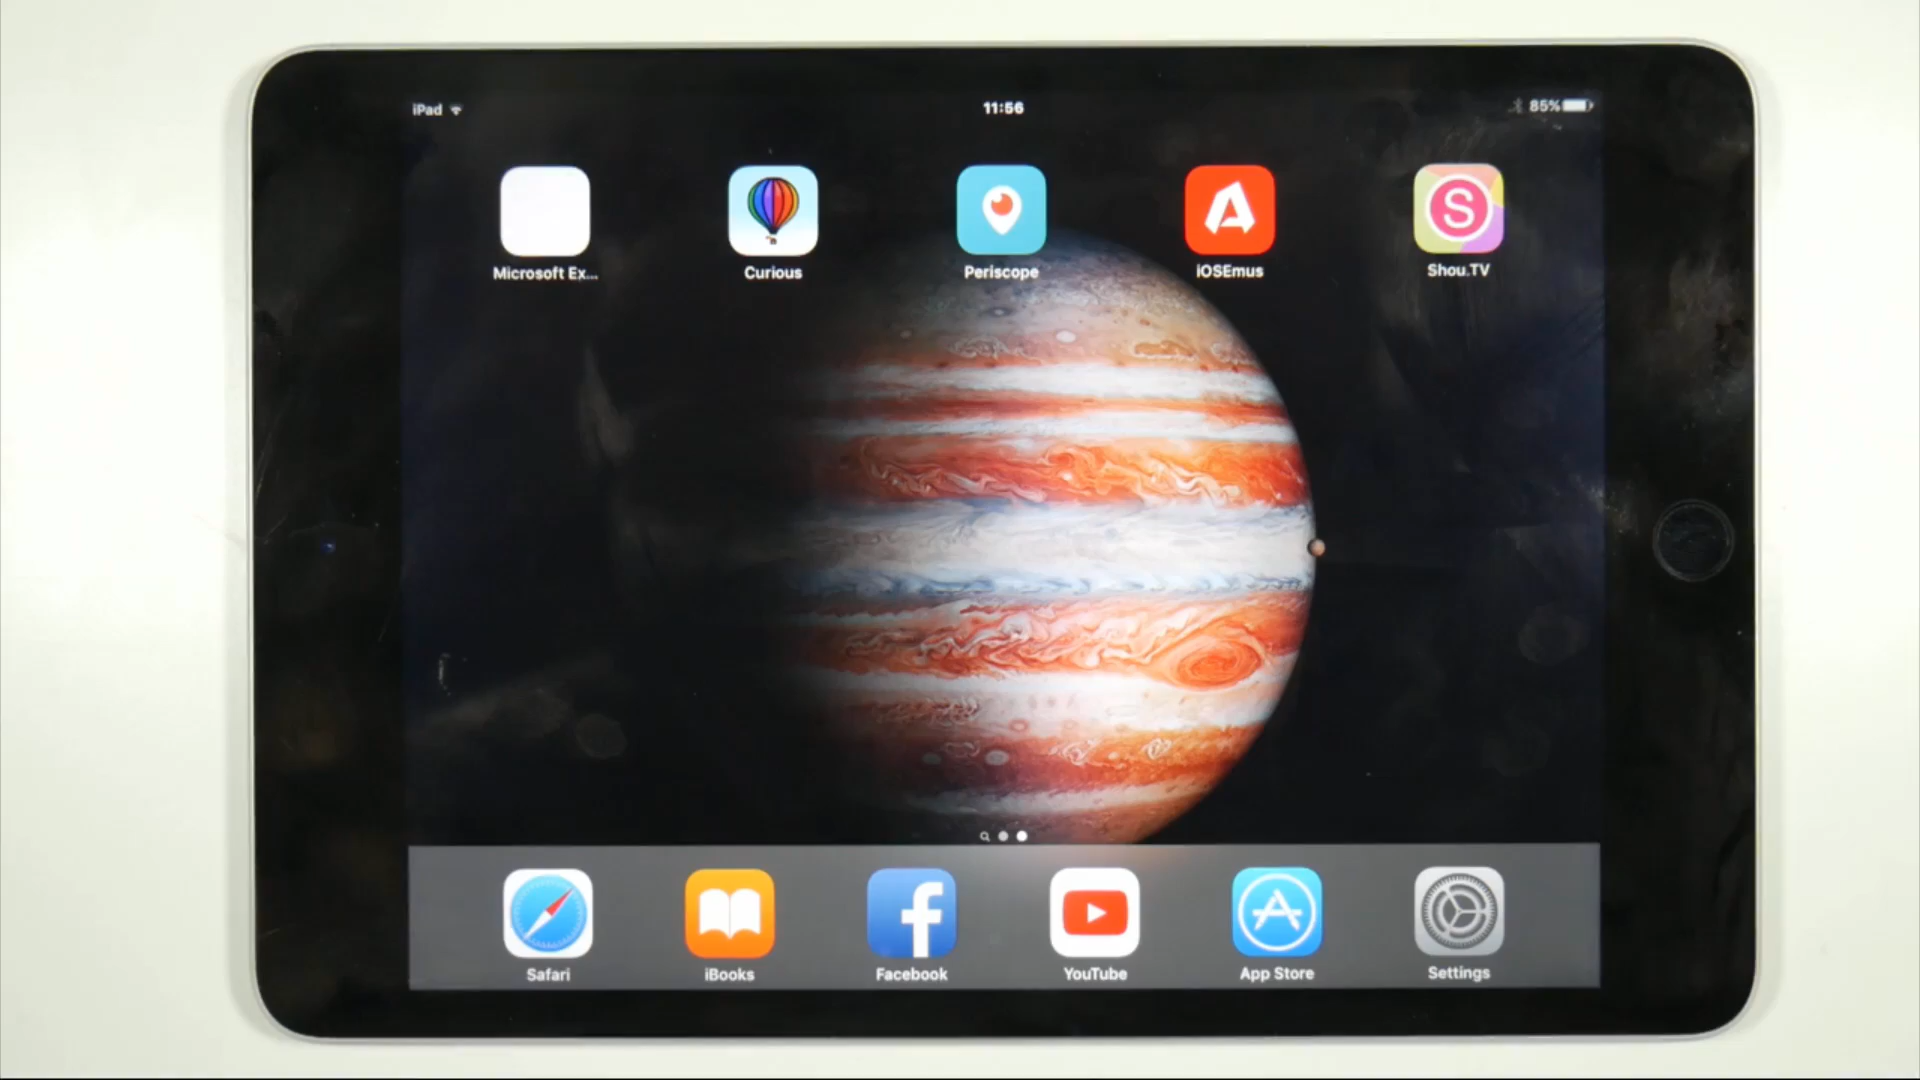 iPad
11:56
85%
Microsoft Ex...
Curious
Periscope
iOSEmus
S
Shou.TV
Safari
iBooks
Facebook
YouTube
App Store
Settings